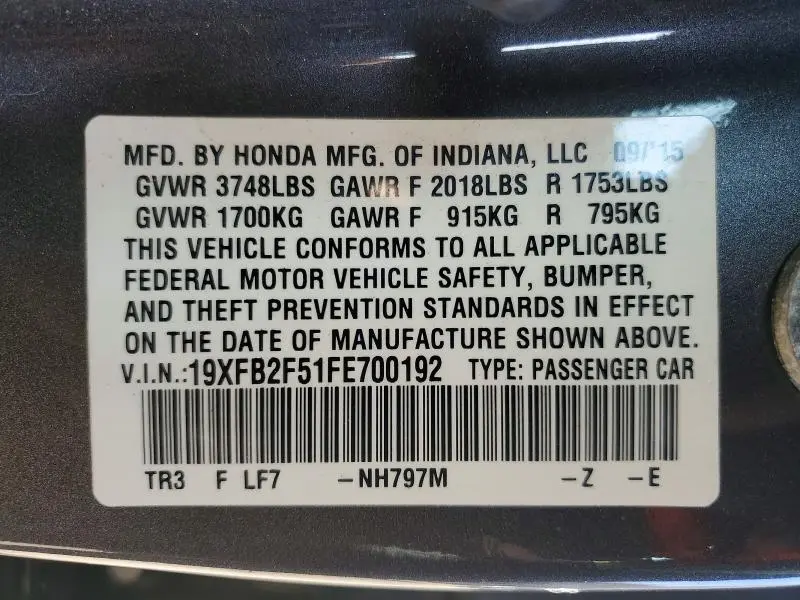 MFD. BY HONDA MFG. OF INDIANA, LLC 09/15
GVWR 3748LBS GAWR F 2018LBS R 1753LBS
GVWR 1700KG GAWR F 915KG R 795KG
THIS VEHICLE CONFORMS TO ALL APPLICABLE
FEDERAL MOTOR VEHICLE SAFETY, BUMPER,
AND THEFT PREVENTION STANDARDS IN EFFECT
ON THE DATE OF MANUFACTURE SHOWN ABOVE.
V.I.N.:19XFB2F51FE700192 TYPE: PASSENGER CAR
TR3 F LF7 -NH797M -Z -E